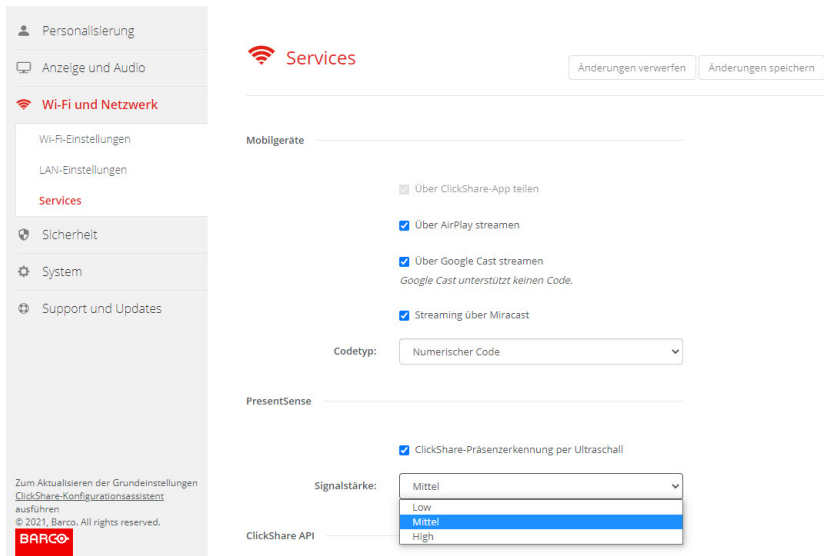 Personalisierung
Anzeige und Audio
Wi-Fi und Netzwerk
Wi-Fi-Einstellungen
LAN-Einstellungen
Services
Sicherheit
System
Support und Updates
Zum Aktualisieren der Grundeinstellungen
ClickShare-Konfigurationsassistent
ausführen
© 2021, Barco. All rights reserved.
BARCO
Services
Änderungen verwerfen
Änderungen speichern
Mobilgeräte
Über ClickShare-App teilen
Über AirPlay streamen
Über Google Cast streamen
Google Cast unterstützt keinen Code.
Streaming über Miracast
Codetyp: Numerischer Code
PresentSense
ClickShare-Präsenzerkennung per Ultraschall
Signalstärke: Mittel
Low
Mittel
High
ClickShare API